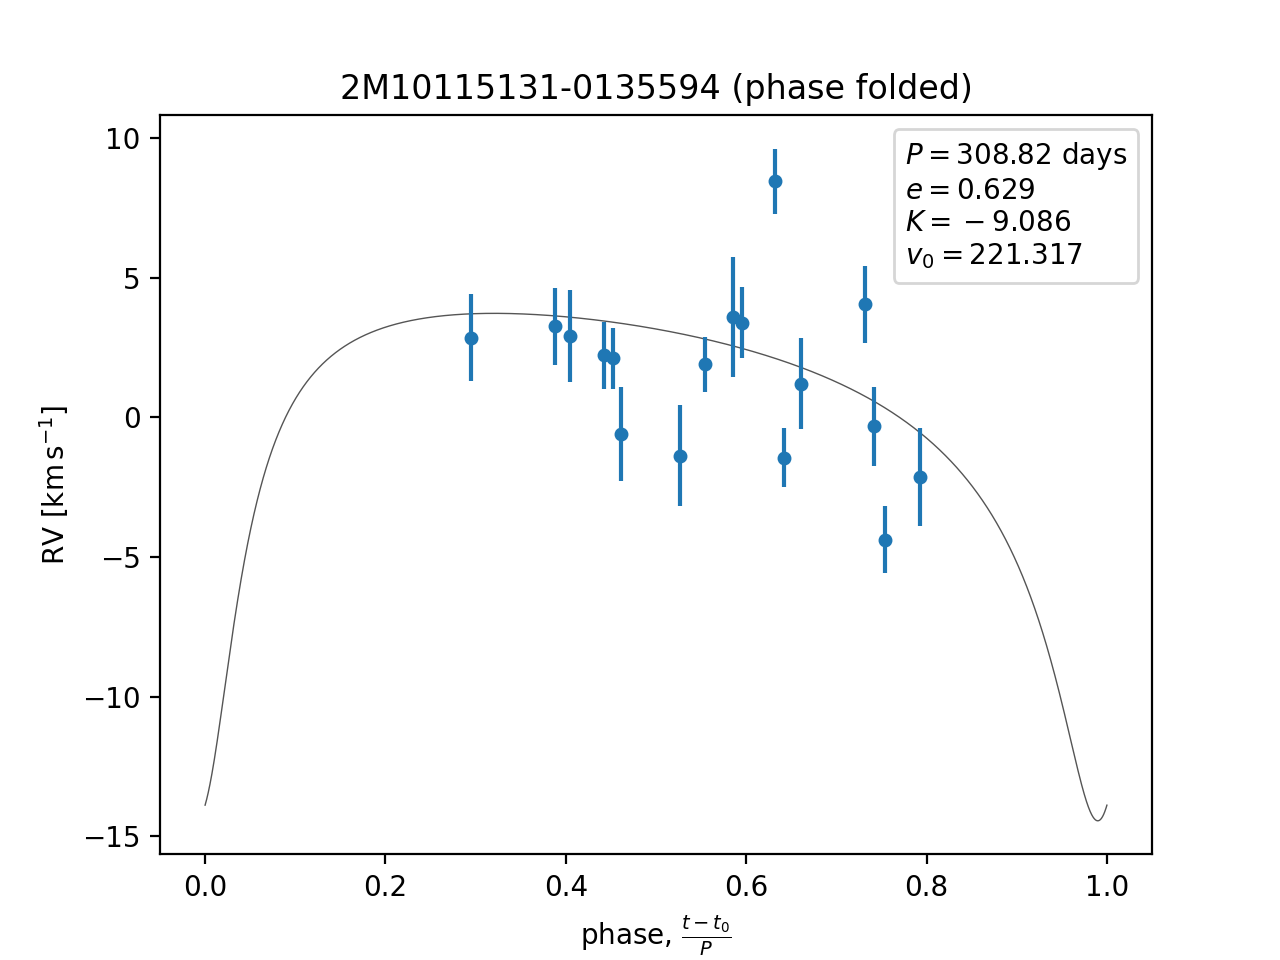 2M10115131-0135594 (phase folded)
P = 308.82 days
e = 0.629
K = −9.086
v₀ = 221.317
10
5
0
−5
−10
−15
RV [km s⁻¹]
0.0 0.2 0.4 0.6 0.8 1.0
phase, (t − t₀)/P